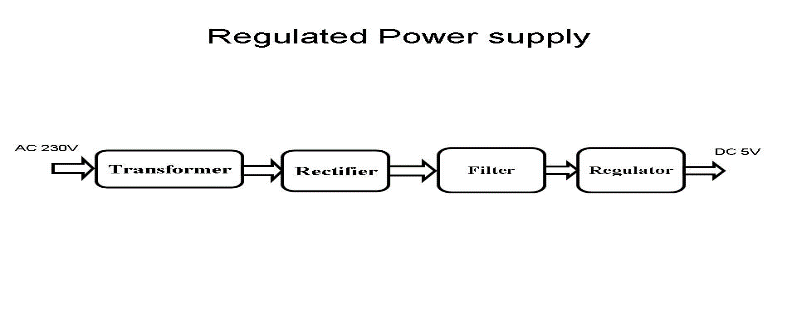 Regulated Power supply
AC 230V
DC 5V
Transformer
Rectifier
Filter
Regulator